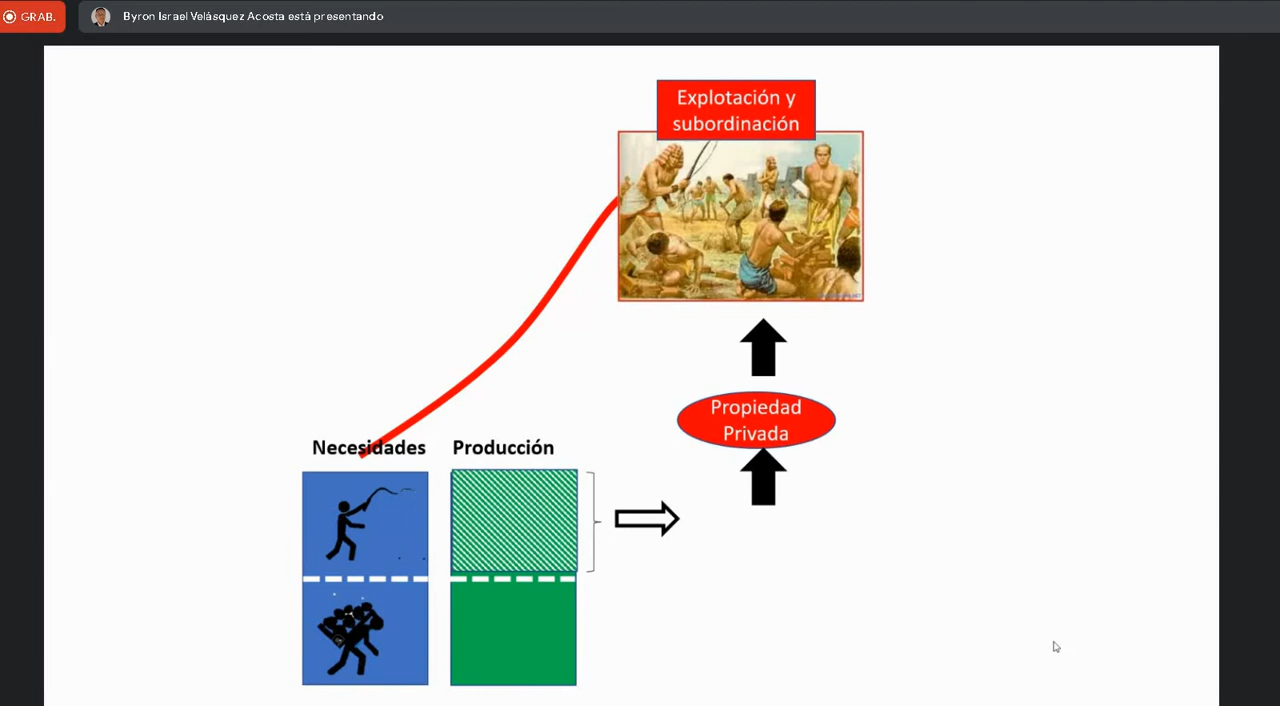 GRAB.
Byron Israel Velásquez Acosta está presentando
Explotación y
subordinación
Propiedad
Privada
Necesidades
Producción